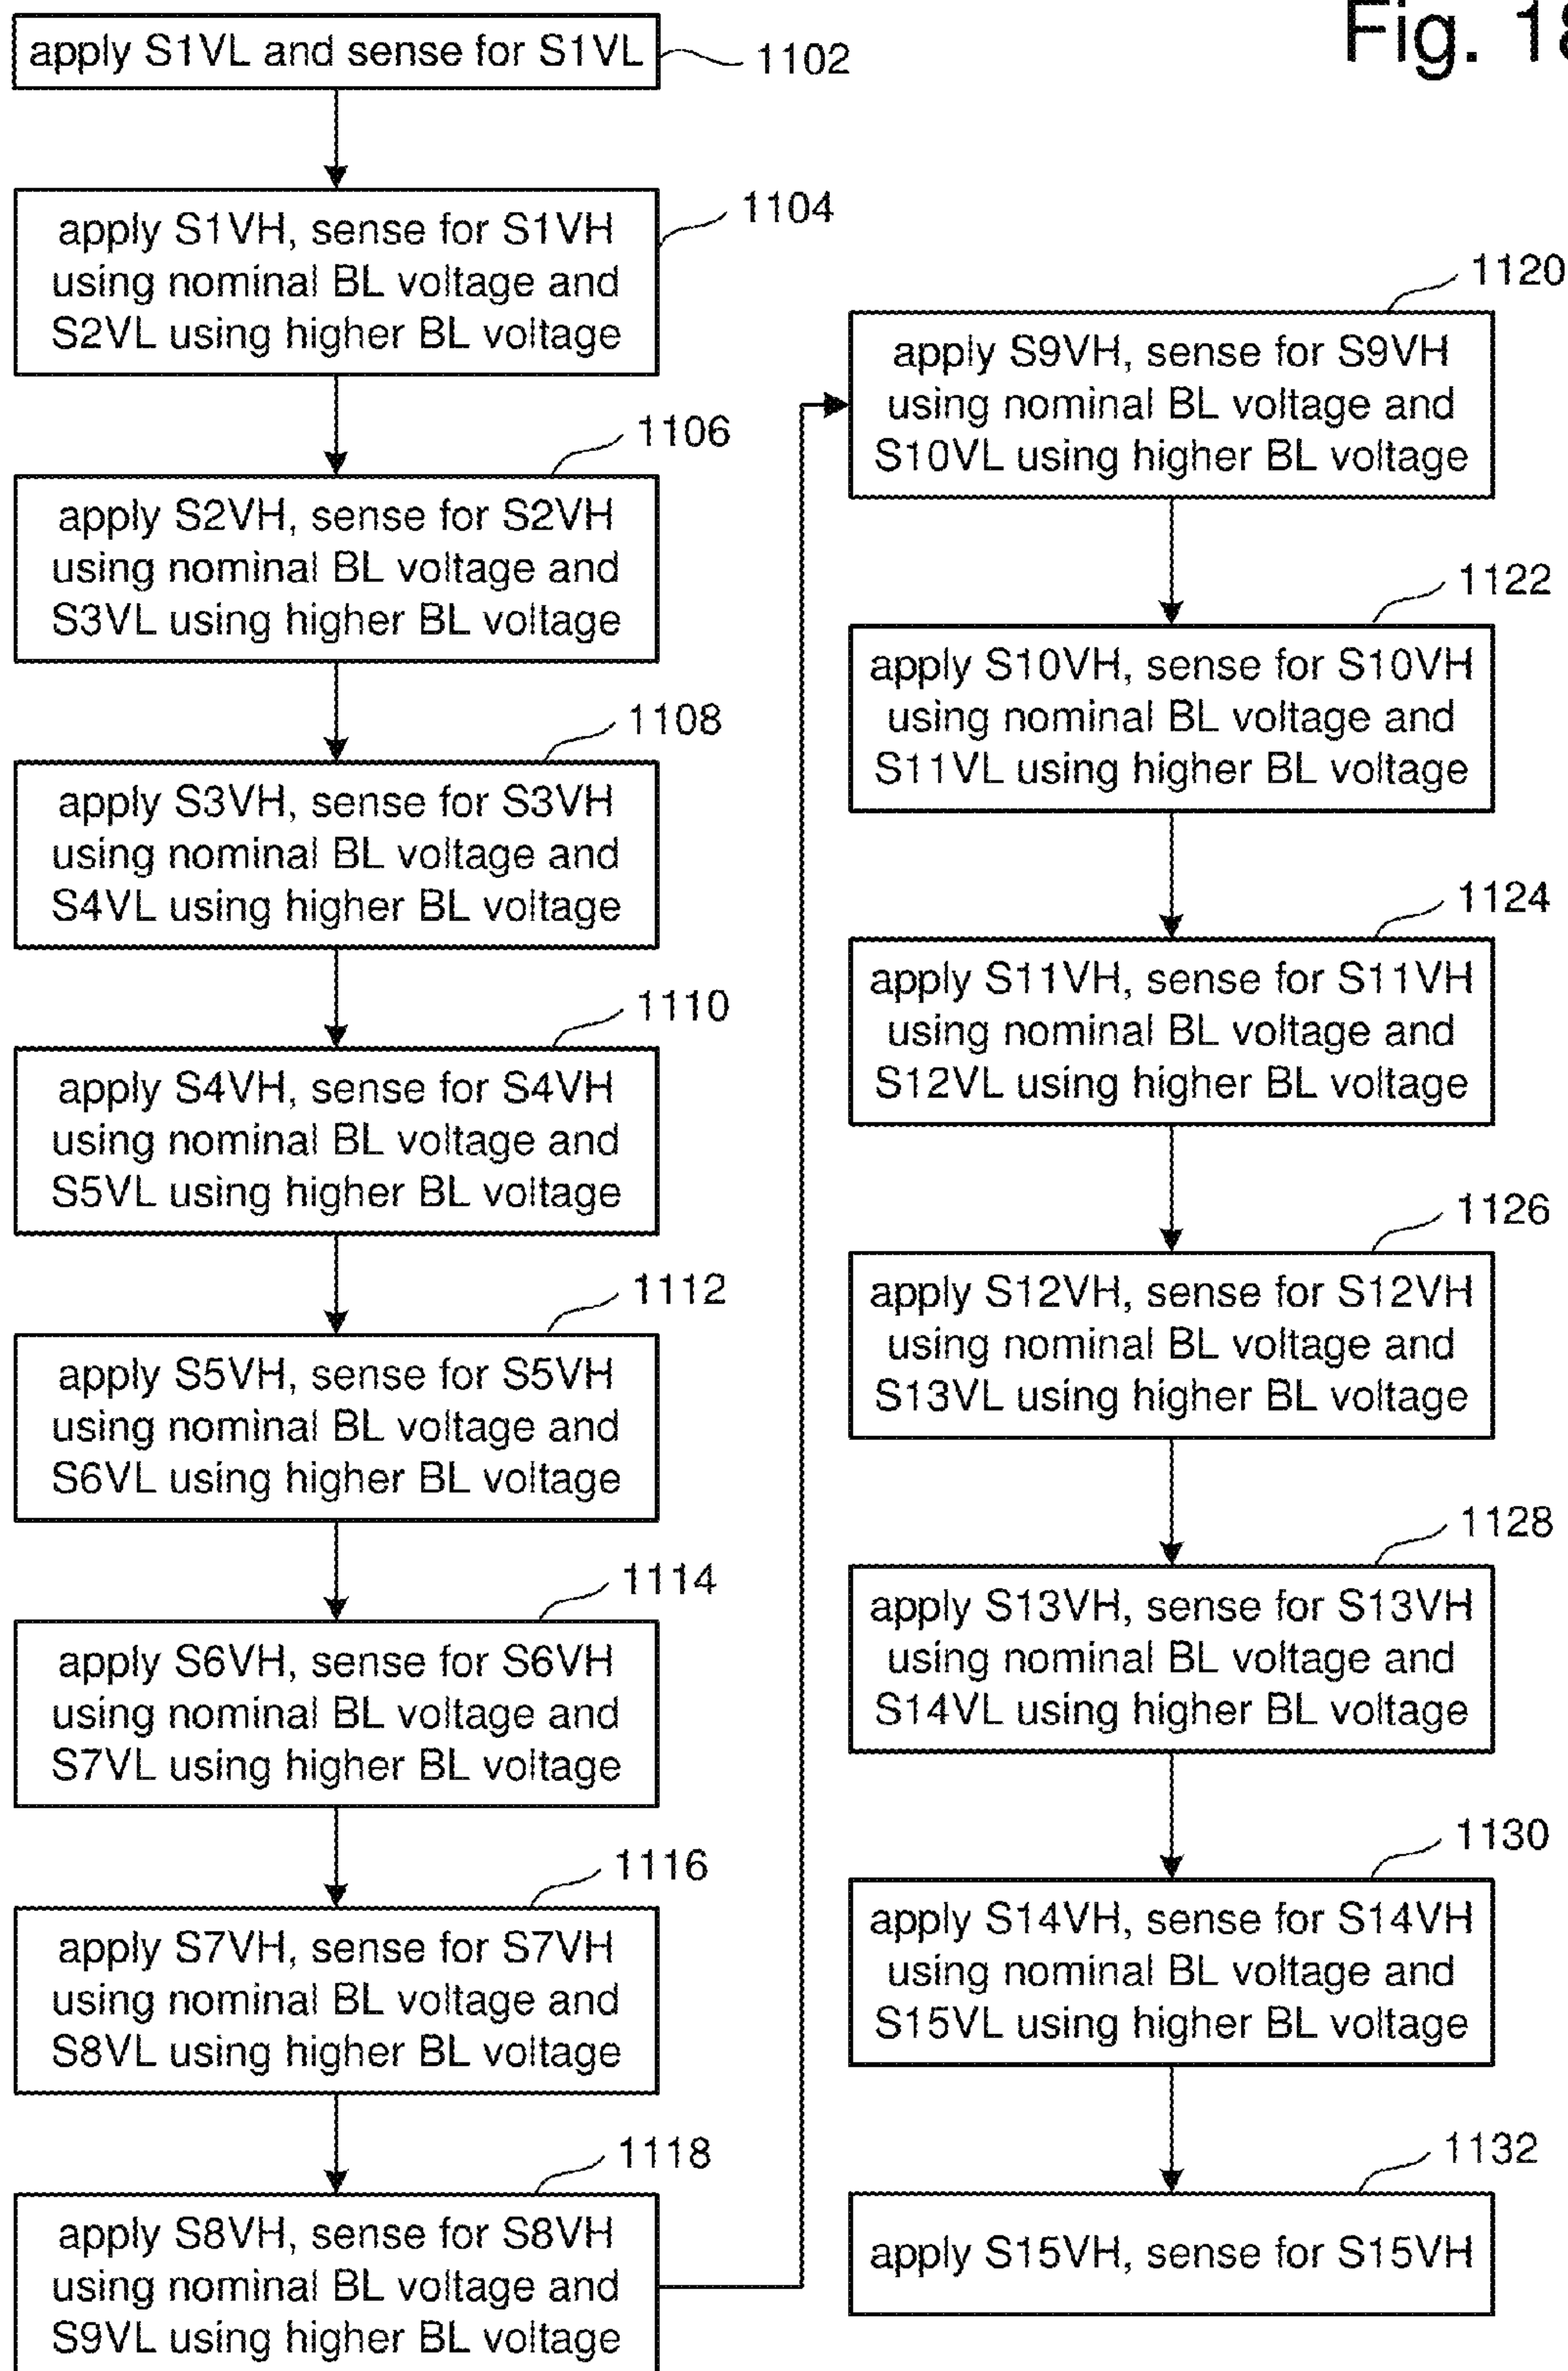 Fig. 18
apply S1VL and sense for S1VL
1102
apply S1VH, sense for S1VH
using nominal BL voltage and
S2VL using higher BL voltage
1104
apply S2VH, sense for S2VH
using nominal BL voltage and
S3VL using higher BL voltage
1106
apply S3VH, sense for S3VH
using nominal BL voltage and
S4VL using higher BL voltage
1108
apply S4VH, sense for S4VH
using nominal BL voltage and
S5VL using higher BL voltage
1110
apply S5VH, sense for S5VH
using nominal BL voltage and
S6VL using higher BL voltage
1112
apply S6VH, sense for S6VH
using nominal BL voltage and
S7VL using higher BL voltage
1114
apply S7VH, sense for S7VH
using nominal BL voltage and
S8VL using higher BL voltage
1116
apply S8VH, sense for S8VH
using nominal BL voltage and
S9VL using higher BL voltage
1118
apply S9VH, sense for S9VH
using nominal BL voltage and
S10VL using higher BL voltage
1120
apply S10VH, sense for S10VH
using nominal BL voltage and
S11VL using higher BL voltage
1122
apply S11VH, sense for S11VH
using nominal BL voltage and
S12VL using higher BL voltage
1124
apply S12VH, sense for S12VH
using nominal BL voltage and
S13VL using higher BL voltage
1126
apply S13VH, sense for S13VH
using nominal BL voltage and
S14VL using higher BL voltage
1128
apply S14VH, sense for S14VH
using nominal BL voltage and
S15VL using higher BL voltage
1130
apply S15VH, sense for S15VH
1132